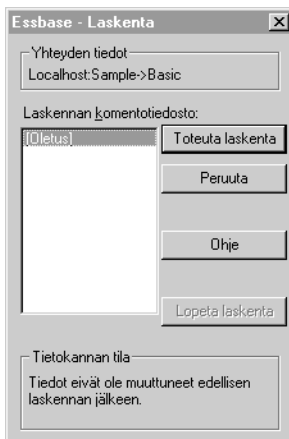 Essbase - Laskenta
Yhteyden tiedot
Localhost:Sample->Basic
Laskennan komentotiedosto:
(Oletus)
Toteuta laskenta
Peruuta
Ohje
Lopeta laskenta
Tietokannan tila
Tiedot eivät ole muuttuneet edellisen
laskennan jälkeen.